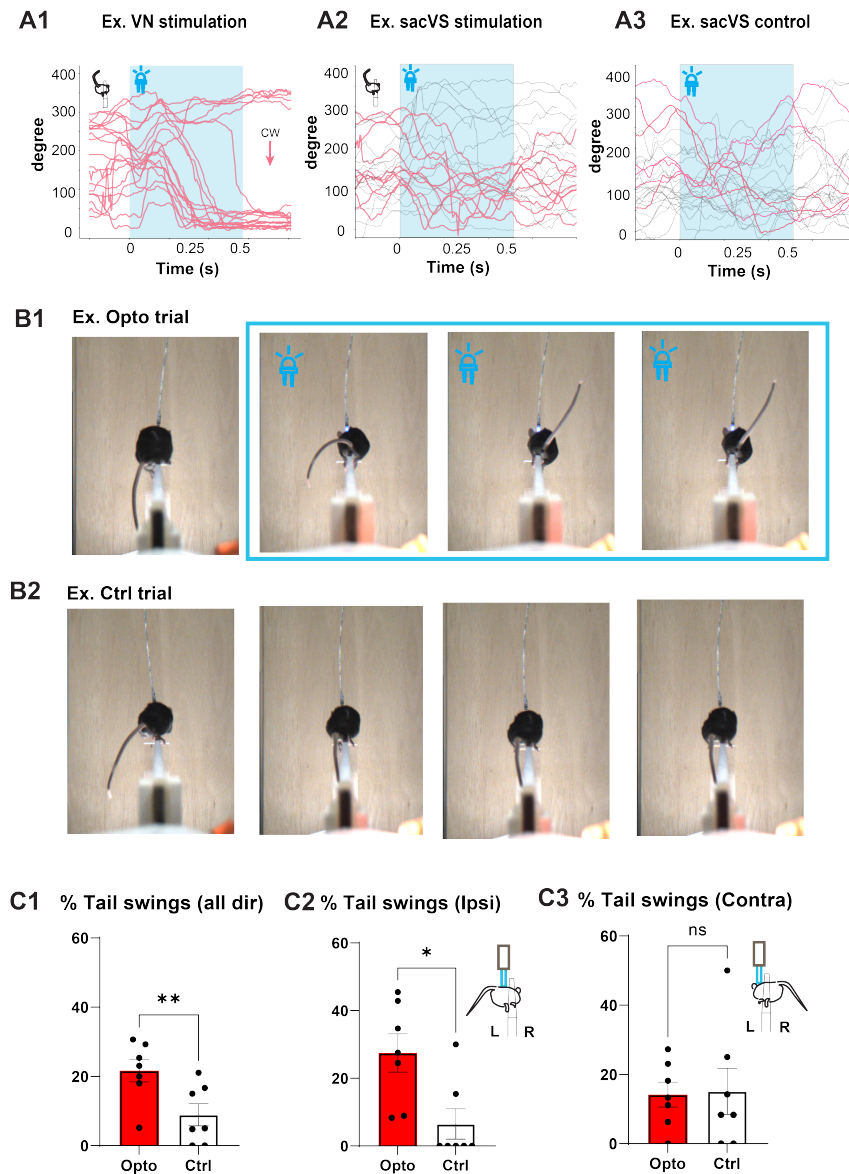 A1 Ex. VN stimulation
A2 Ex. sacVS stimulation
A3 Ex. sacVS control
degree
400
300
200
100
0
CW
0 0.25 0.5
Time (s)
degree
400
300
200
100
0
0 0.25 0.5
Time (s)
degree
400
300
200
100
0
0 0.25 0.5
Time (s)
B1 Ex. Opto trial
B2 Ex. Ctrl trial
C1 % Tail swings (all dir)
60
40
20
0
**
Opto Ctrl
C2 % Tail swings (Ipsi)
60
40
20
0
*
L R
Opto Ctrl
C3 % Tail swings (Contra)
60
40
20
0
ns
L R
Opto Ctrl